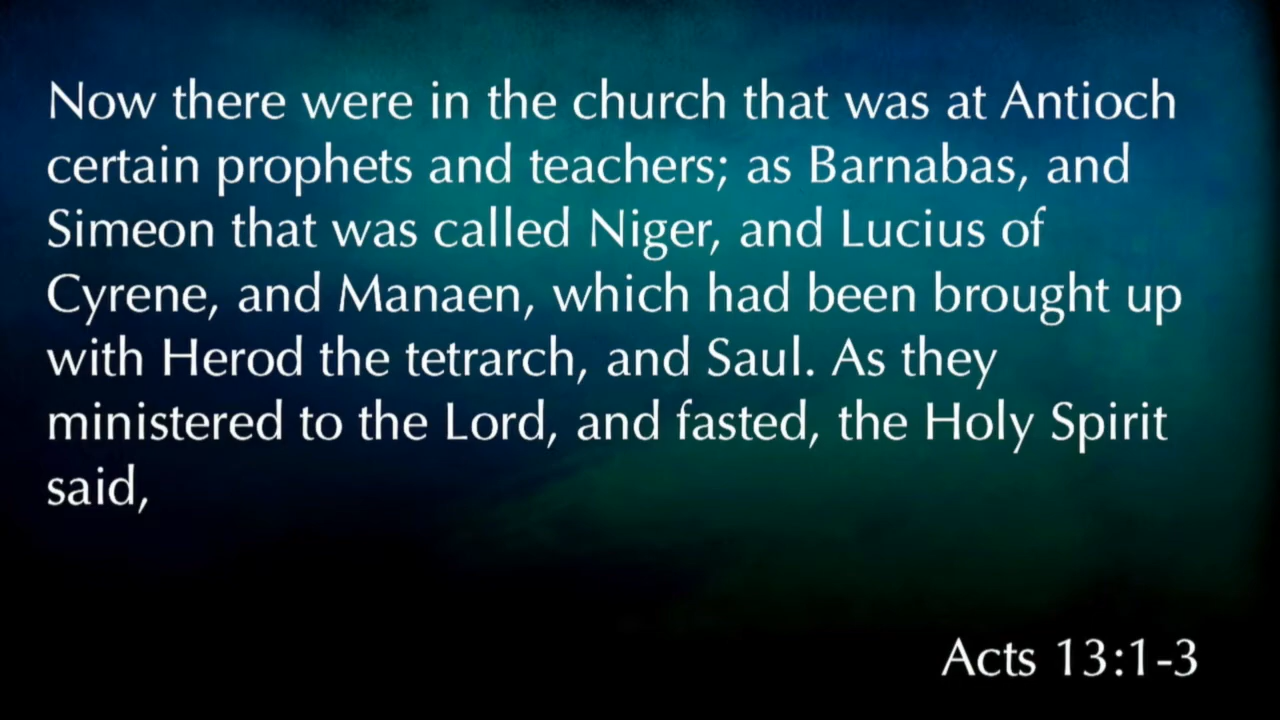 Now there were in the church that was at Antioch
certain prophets and teachers; as Barnabas, and
Simeon that was called Niger, and Lucius of
Cyrene, and Manaen, which had been brought up
with Herod the tetrarch, and Saul. As they
ministered to the Lord, and fasted, the Holy Spirit
said,
Acts 13:1-3